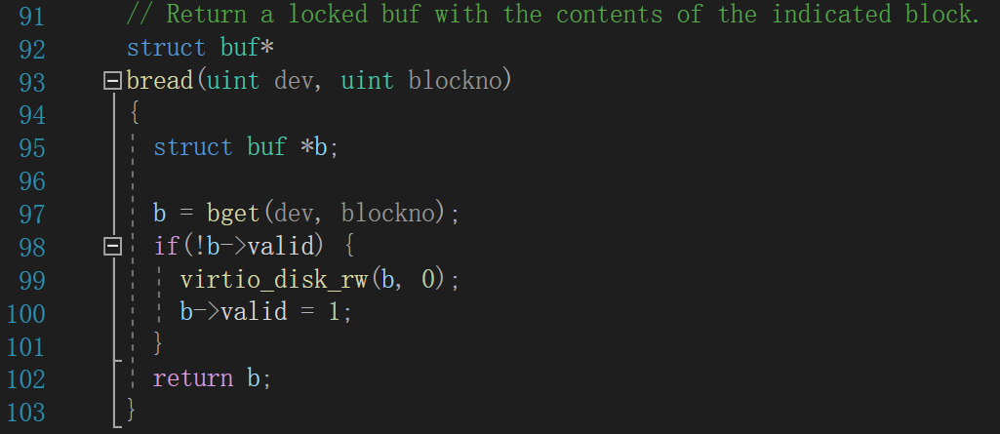 91 // Return a locked buf with the contents of the indicated block.
92 struct buf*
93 bread(uint dev, uint blockno)
94 {
95   struct buf *b;
96
97   b = bget(dev, blockno);
98   if(!b->valid) {
99     virtio_disk_rw(b, 0);
100     b->valid = 1;
101   }
102   return b;
103 }